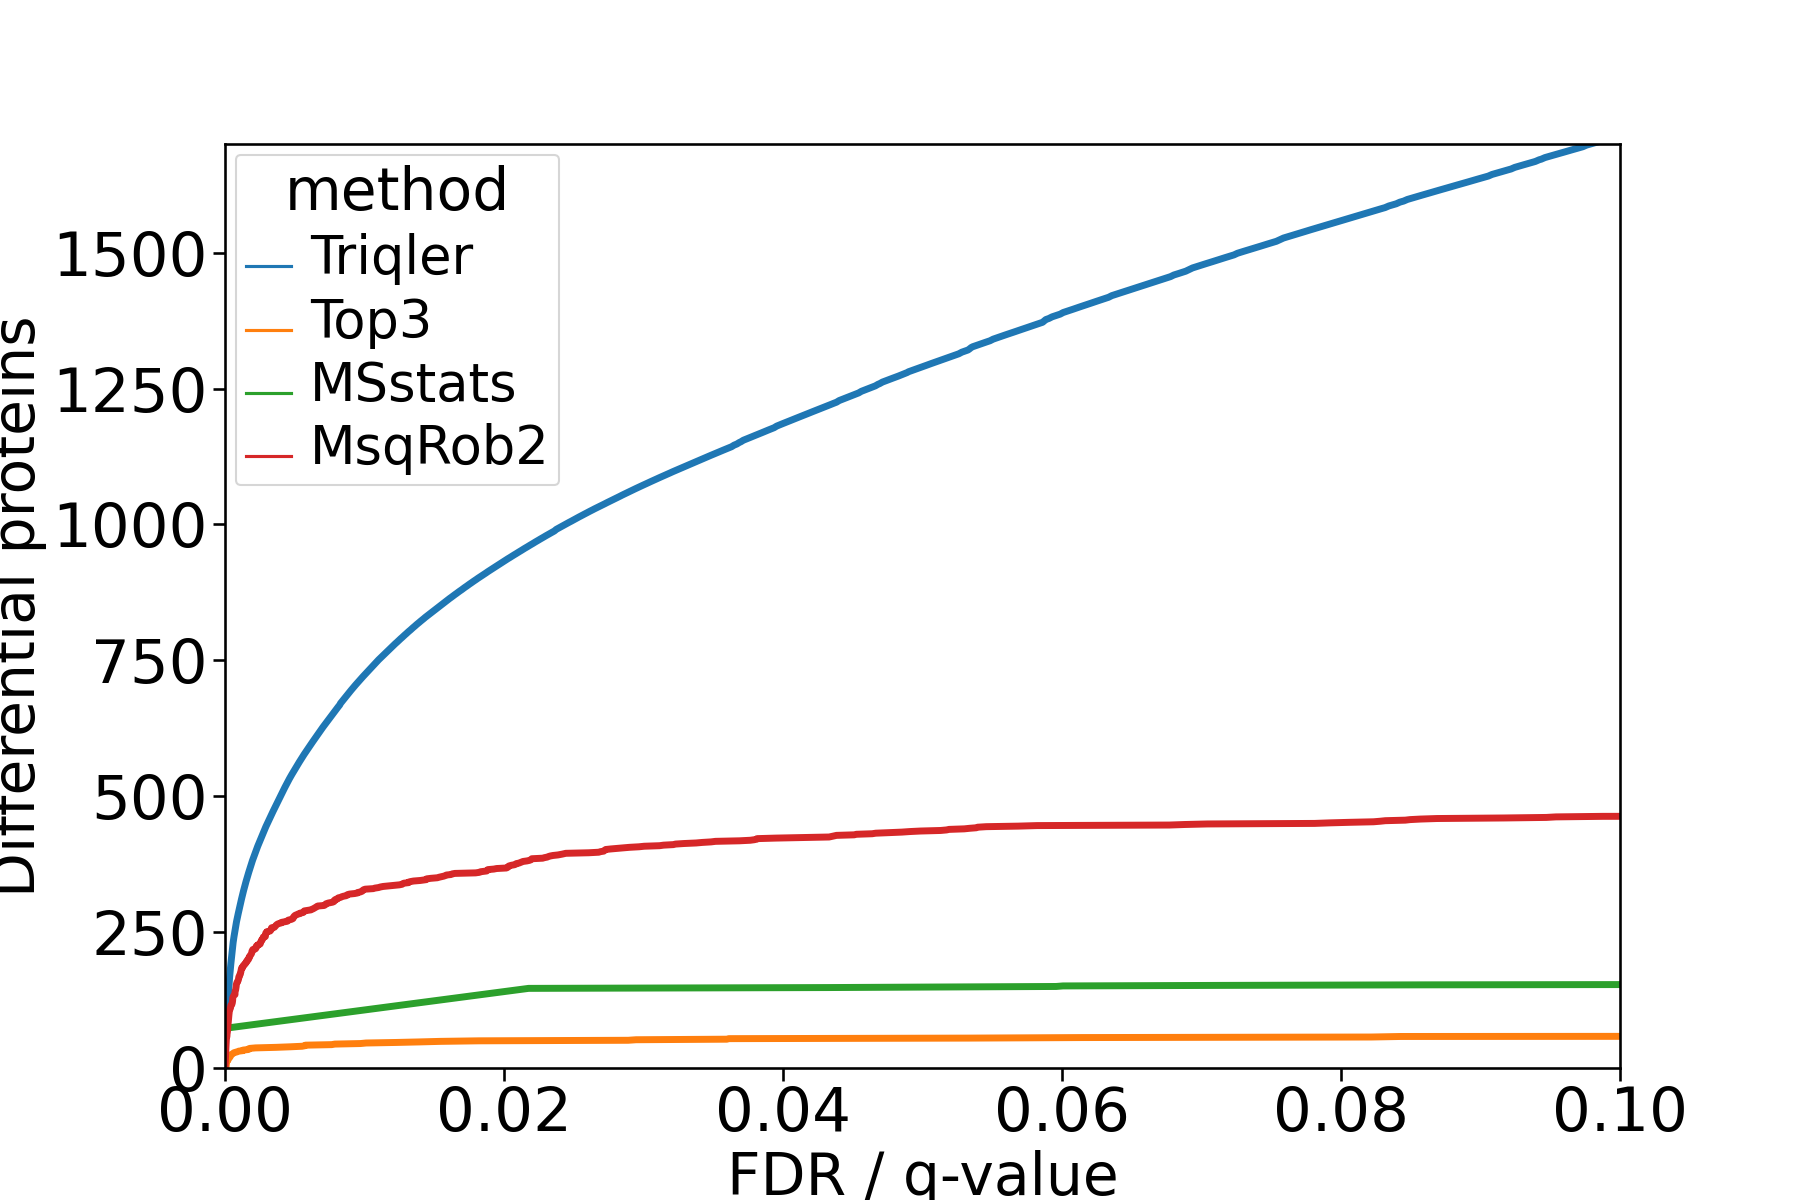 method
Triqler
Top3
MSstats
MsqRob2
Differential proteins
1500
1250
1000
750
500
250
0
0.00 0.02 0.04 0.06 0.08 0.10
FDR / q-value